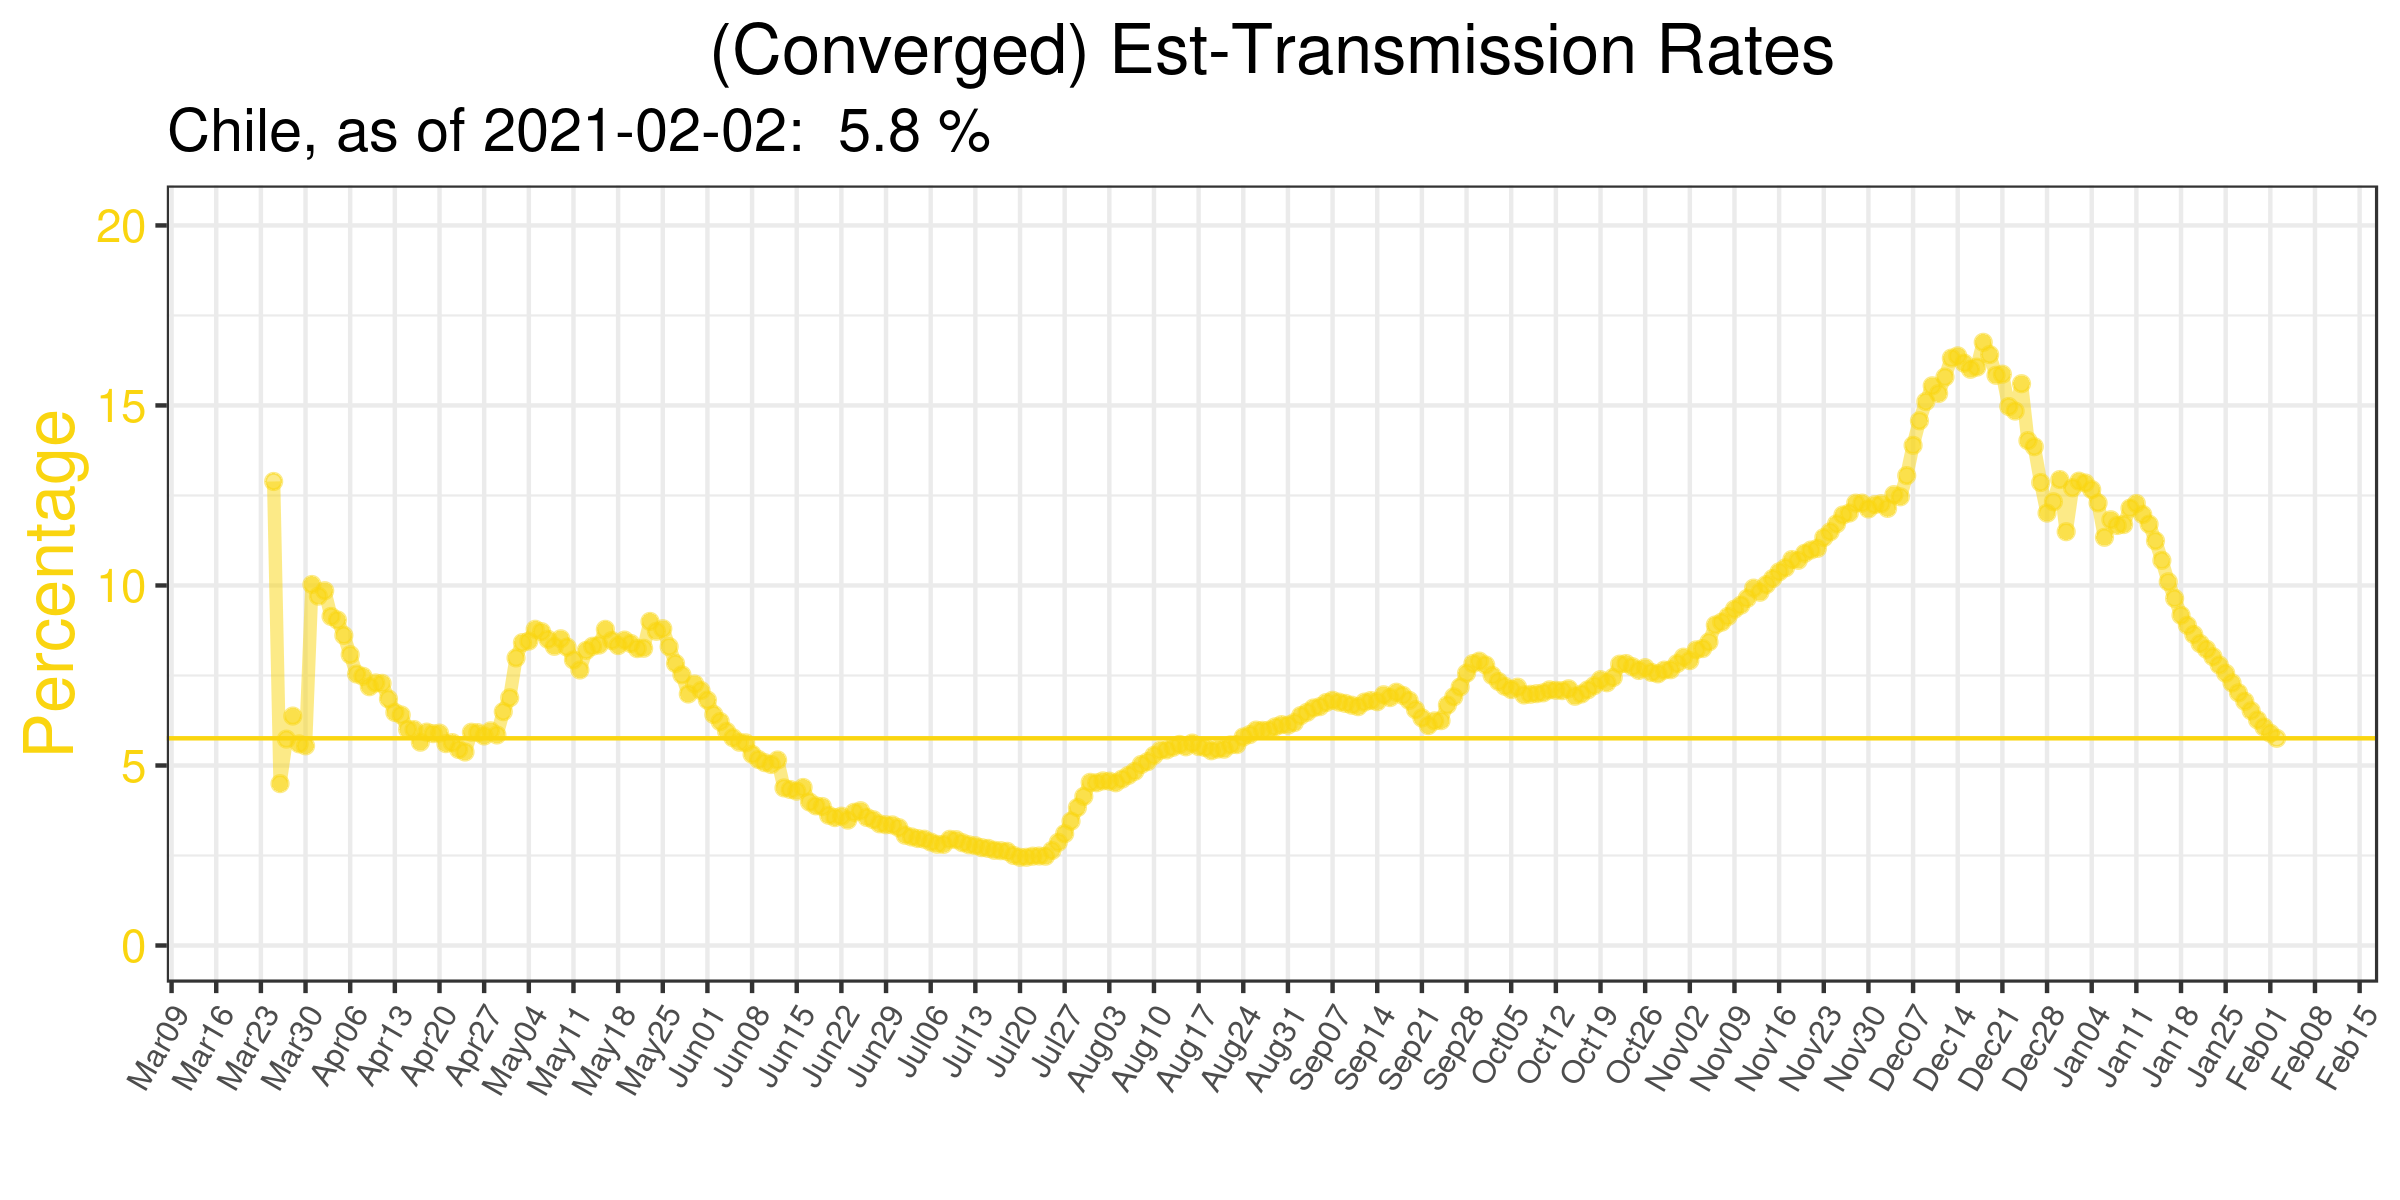 (Converged) Est-Transmission Rates
Chile, as of 2021-02-02:  5.8 %
Percentage
20
15
10
5
0
Mar09
Mar16
Mar23
Mar30
Apr06
Apr13
Apr20
Apr27
May04
May11
May18
May25
Jun01
Jun08
Jun15
Jun22
Jun29
Jul06
Jul13
Jul20
Jul27
Aug03
Aug10
Aug17
Aug24
Aug31
Sep07
Sep14
Sep21
Sep28
Oct05
Oct12
Oct19
Oct26
Nov02
Nov09
Nov16
Nov23
Nov30
Dec07
Dec14
Dec21
Dec28
Jan04
Jan11
Jan18
Jan25
Feb01
Feb08
Feb15